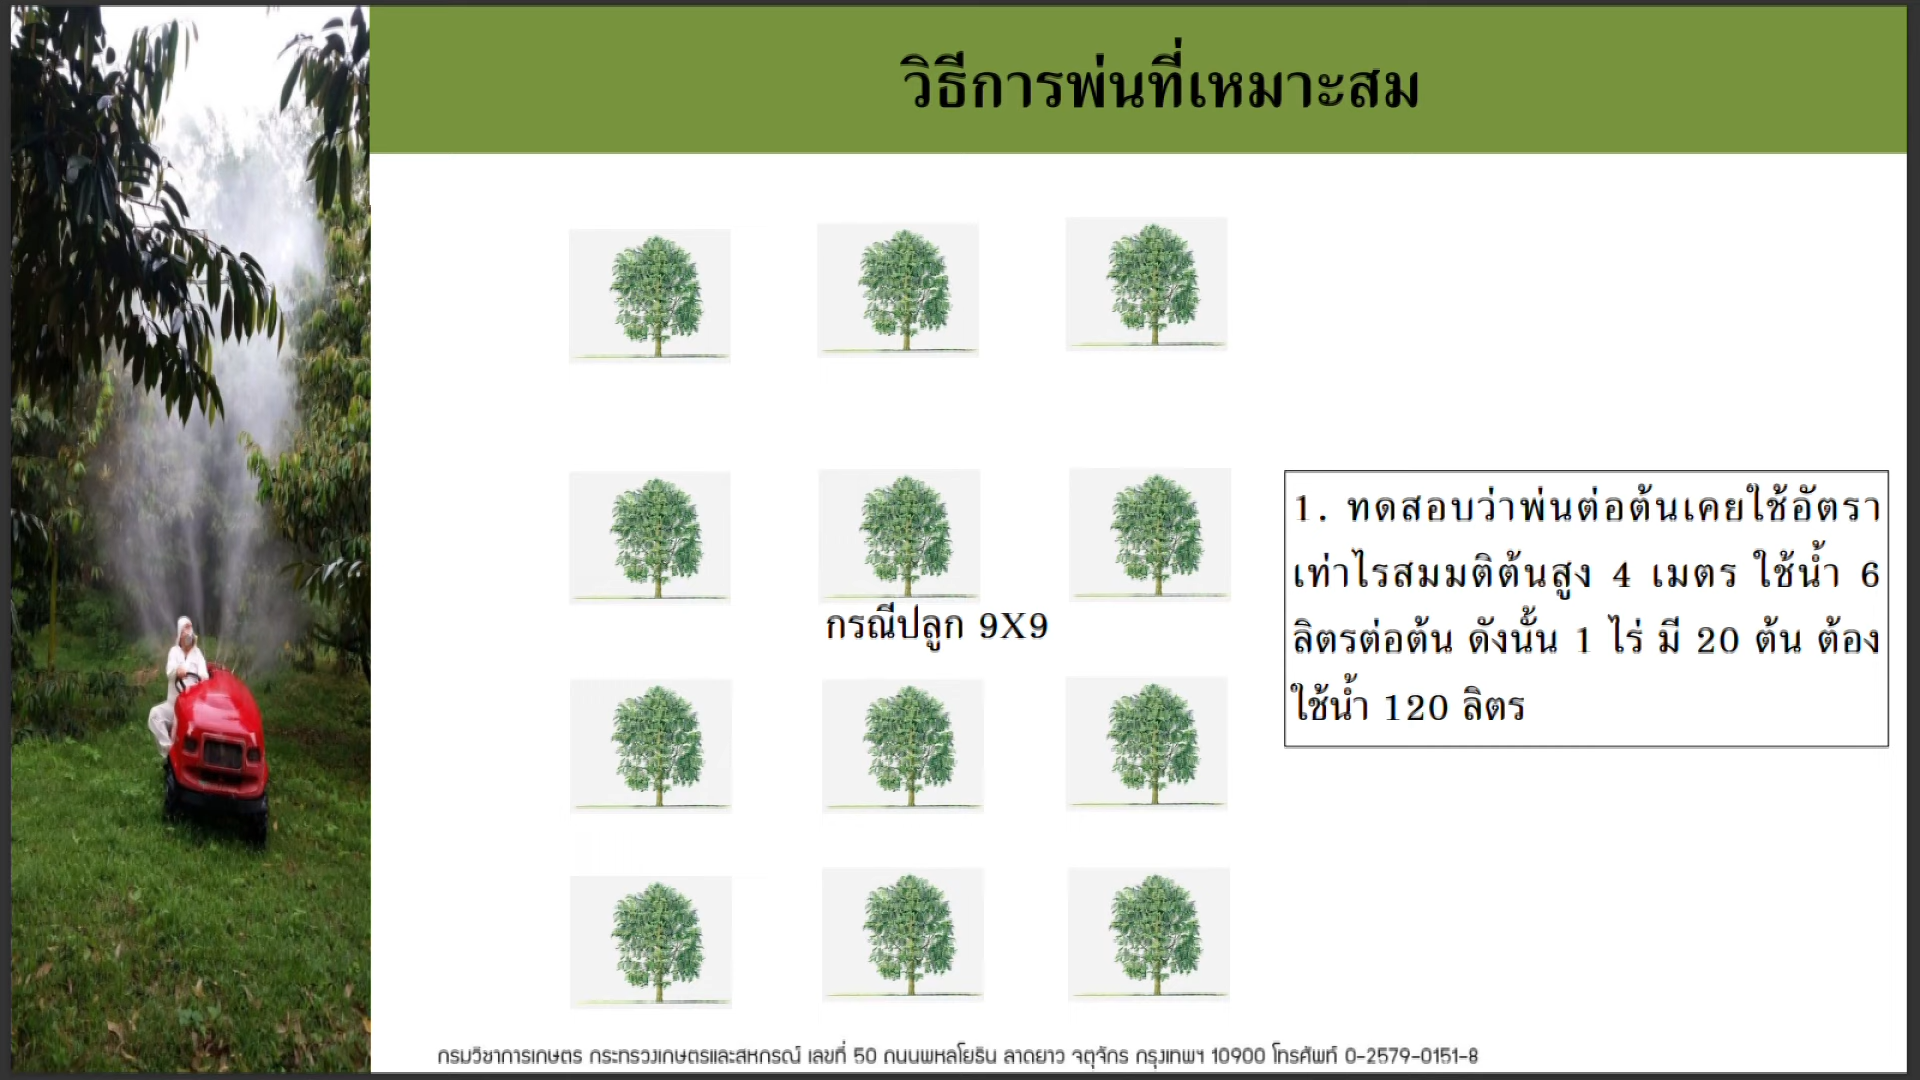 วิธีการพ่นที่เหมาะสม
กรณีปลูก 9X9
1. ทดสอบว่าพ่นต่อต้นเคยใช้อัตรา
เท่าไรสมมติต้นสูง 4 เมตร ใช้น้ำ 6
ลิตรต่อต้น ดังนั้น 1 ไร่ มี 20 ต้น ต้อง
ใช้น้ำ 120 ลิตร
กรมวิชาการเกษตร กระทรวงเกษตรและสหกรณ์ เลขที่ 50 ถนนพหลโยธิน ลาดยาว จตุจักร กรุงเทพฯ 10900 โทรศัพท์ 0-2579-0151-8